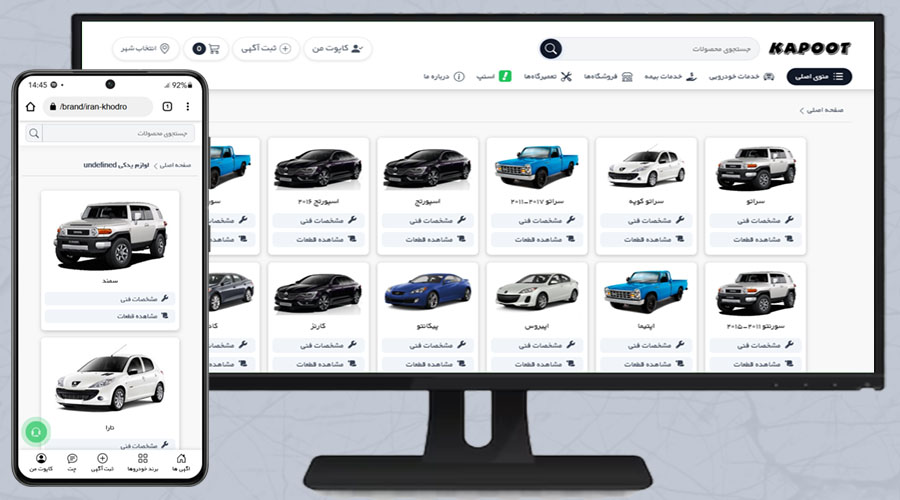 KAPOOT
جستجوی محصولات
کاپوت من
ثبت آگهی
0
انتخاب شهر
منوی اصلی
خدمات خودرویی
خدمات بیمه
فروشگاه‌ها
تعمیرگاه‌ها
اسنپ
درباره ما
صفحه اصلی
سراتو
سراتو کوپه
سراتو ۲۰۱۷-۲۰۱۱
اسپورتج
اسپورتج ۲۰۱۶
مشخصات فنی
مشخصات فنی
مشخصات فنی
مشخصات فنی
مشخصات فنی
مشاهده قطعات
مشاهده قطعات
مشاهده قطعات
مشاهده قطعات
مشاهده قطعات
سورنتو ۲۰۱۱-۲۰۱۵
اپتیما
اپیروس
پیکانتو
کارنز
مشخصات فنی
مشخصات فنی
مشخصات فنی
مشخصات فنی
مشخصات فنی
مشاهده قطعات
مشاهده قطعات
مشاهده قطعات
مشاهده قطعات
مشاهده قطعات
14:45
92%
/brand/iran-khodro
1
جستجوی محصولات
صفحه اصلی
لوازم یدکی undefined
سمند
مشخصات فنی
مشاهده قطعات
دارا
مشخصات فنی
آگهی ها
برند خودروها
ثبت آگهی
چت
کاپوت من